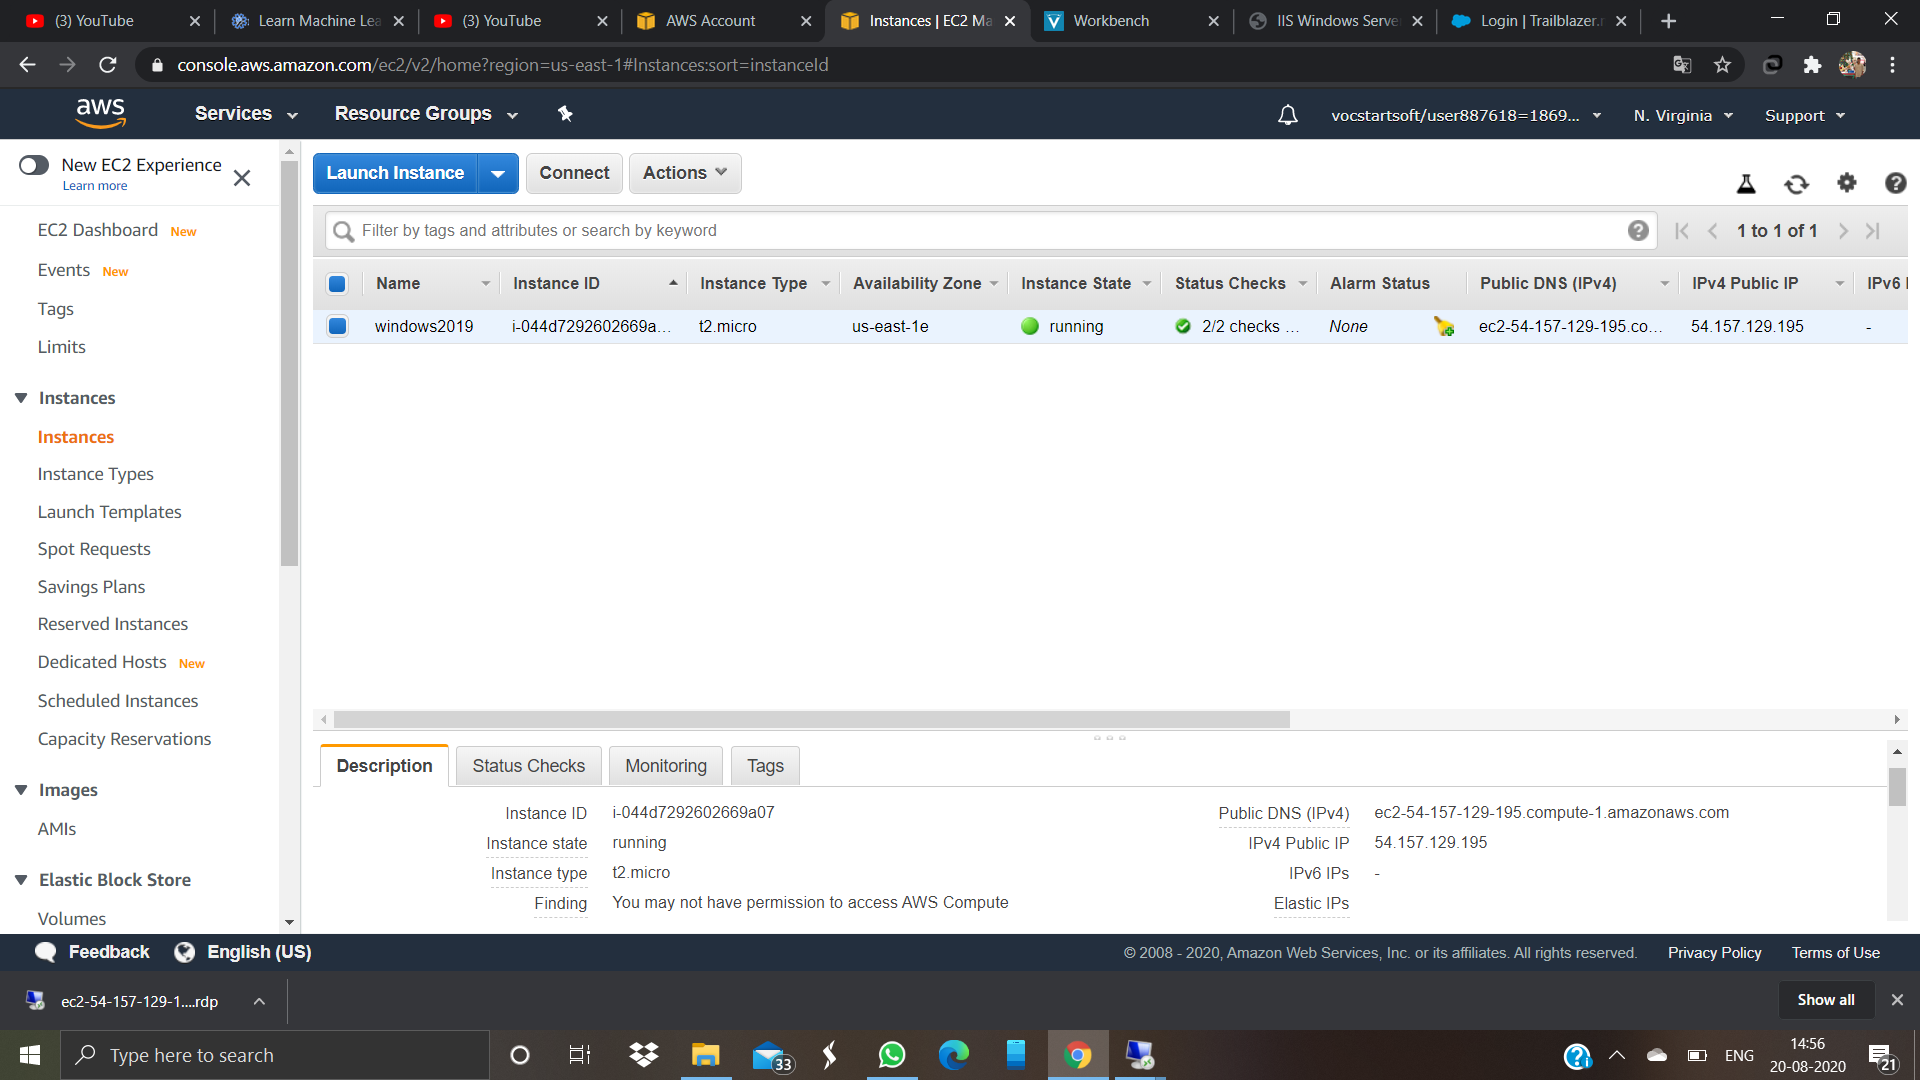 (3) YouTube
Learn Machine Lea
(3) YouTube
AWS Account
Instances | EC2 Ma
Workbench
IIS Windows Serve
Login | Trailblazer.
console.aws.amazon.com/ec2/v2/home?region=us-east-1#Instances:sort=instanceId
aws
Services
Resource Groups
vocstartsoft/user887618=1869...
N. Virginia
Support
New EC2 Experience
Learn more
Launch Instance
Connect
Actions
Filter by tags and attributes or search by keyword
1 to 1 of 1
EC2 Dashboard New
Events New
Tags
Limits
Instances
Instances
Instance Types
Launch Templates
Spot Requests
Savings Plans
Reserved Instances
Dedicated Hosts New
Scheduled Instances
Capacity Reservations
Images
AMIs
Elastic Block Store
Volumes
Name Instance ID Instance Type Availability Zone Instance State Status Checks Alarm Status Public DNS (IPv4) IPv4 Public IP IPv6 I
windows2019 i-044d7292602669a... t2.micro us-east-1e running 2/2 checks ... None ec2-54-157-129-195.co... 54.157.129.195 -
Description Status Checks Monitoring Tags
Instance ID i-044d7292602669a07 Public DNS (IPv4) ec2-54-157-129-195.compute-1.amazonaws.com
Instance state running IPv4 Public IP 54.157.129.195
Instance type t2.micro IPv6 IPs -
Finding You may not have permission to access AWS Compute Elastic IPs
Feedback
English (US)
© 2008 - 2020, Amazon Web Services, Inc. or its affiliates. All rights reserved.
Privacy Policy
Terms of Use
ec2-54-157-129-1....rdp
Show all
Type here to search
33
ENG
14:56
20-08-2020
21